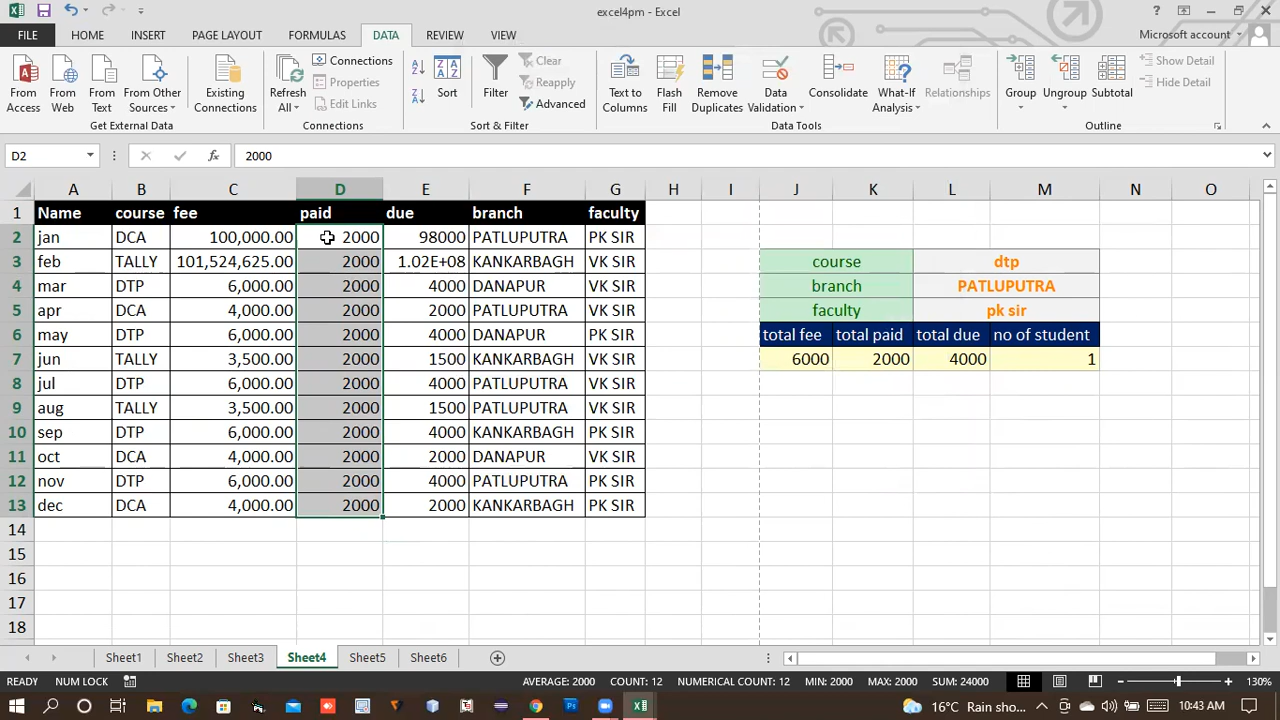 excel4pm - Excel
?
FILE HOME INSERT PAGE LAYOUT FORMULAS DATA REVIEW VIEW Microsoft account
From Access
From Web
From Text
From Other Sources
Existing Connections
Get External Data
Refresh All
Connections
Properties
Edit Links
Connections
Sort
Filter
Clear
Reapply
Advanced
Sort & Filter
Text to Columns
Flash Fill
Remove Duplicates
Data Validation
Consolidate
What-If Analysis
Relationships
Data Tools
Group
Ungroup
Subtotal
Show Detail
Hide Detail
Outline
D2 fx 2000
A B C D E F G H I J K L M N O
1 Name course fee paid due branch faculty
2 jan DCA 100,000.00 2000 98000 PATLUPUTRA PK SIR
3 feb TALLY 101,524,625.00 2000 1.02E+08 KANKARBAGH VK SIR course dtp
4 mar DTP 6,000.00 2000 4000 DANAPUR PK SIR branch PATLUPUTRA
5 apr DCA 4,000.00 2000 2000 PATLUPUTRA VK SIR faculty pk sir
6 may DTP 6,000.00 2000 4000 DANAPUR PK SIR total fee total paid total due no of student
7 jun TALLY 3,500.00 2000 1500 KANKARBAGH VK SIR 6000 2000 4000 1
8 jul DTP 6,000.00 2000 4000 PATLUPUTRA VK SIR
9 aug TALLY 3,500.00 2000 1500 PATLUPUTRA VK SIR
10 sep DTP 6,000.00 2000 4000 KANKARBAGH PK SIR
11 oct DCA 4,000.00 2000 2000 DANAPUR VK SIR
12 nov DTP 6,000.00 2000 4000 PATLUPUTRA PK SIR
13 dec DCA 4,000.00 2000 2000 KANKARBAGH PK SIR
14
15
16
17
18
Sheet1 Sheet2 Sheet3 Sheet4 Sheet5 Sheet6
READY NUM LOCK AVERAGE: 2000 COUNT: 12 NUMERICAL COUNT: 12 MIN: 2000 MAX: 2000 SUM: 24000 130%
16°C Rain sho... 10:43 AM